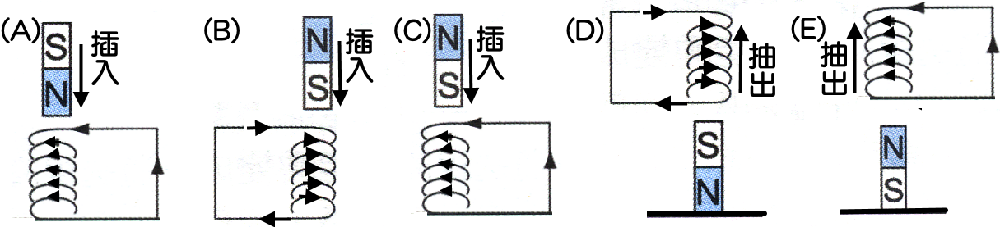 (A) S N 插入
(B) N S 插入
(C) N S 插入
(D) 抽出 S N
(E) 抽出 N S